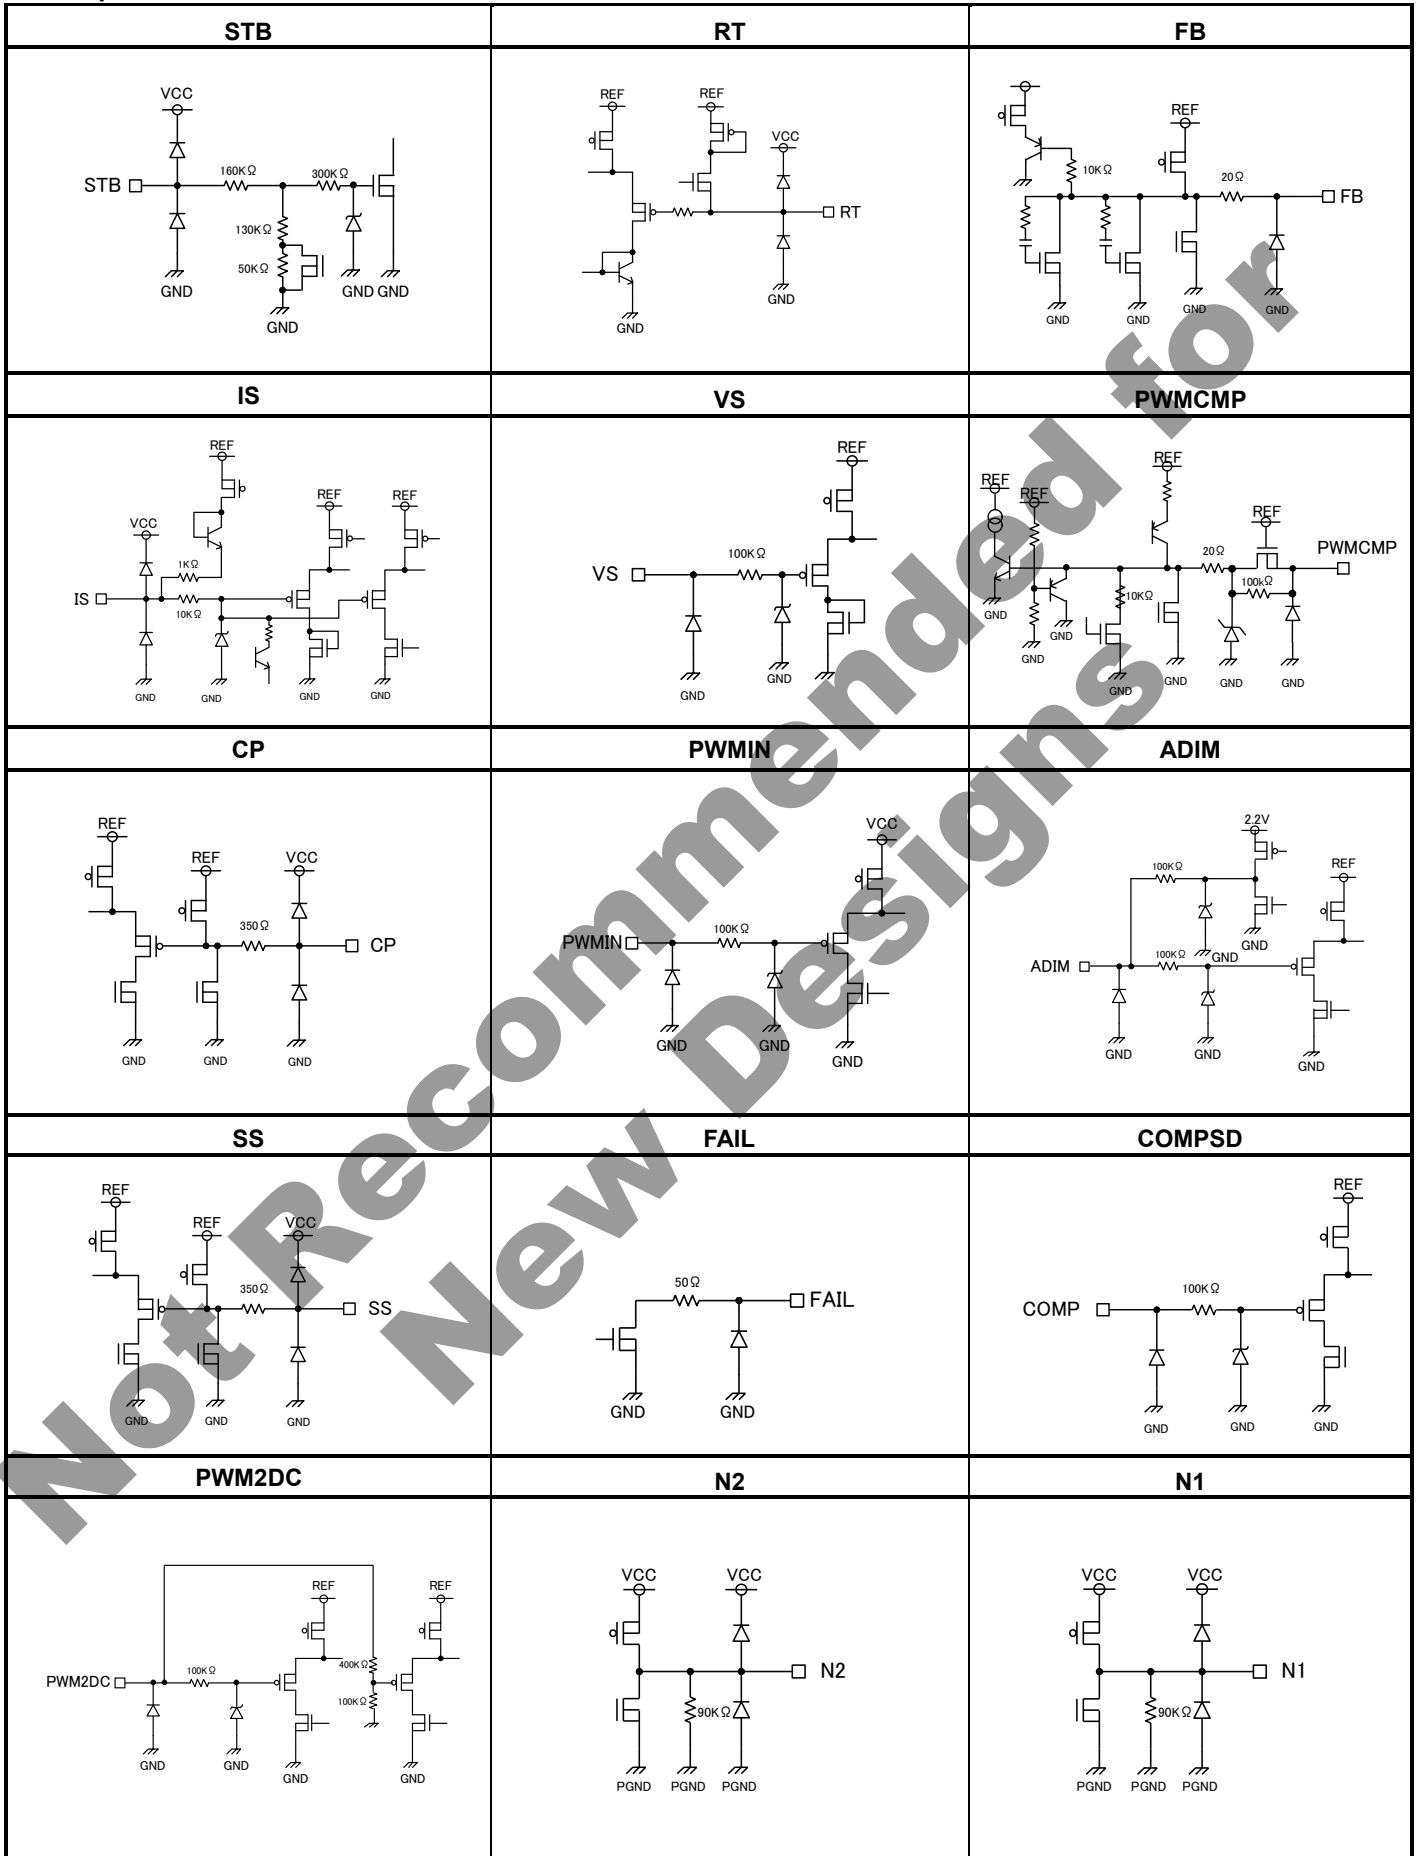 STB
RT
FB
VCC
STB
160KΩ
300KΩ
130KΩ
50KΩ
GND
GND GND
GND
REF
REF
VCC
RT
GND
GND
REF
10KΩ
20Ω
FB
GND
GND
GND
GND
IS
VS
PWMCMP
REF
REF
REF
VCC
1KΩ
IS
10KΩ
GND
GND
GND
GND
REF
VS
100KΩ
GND
GND
REF
REF
REF
REF
20Ω
PWMCMP
100kΩ
10KΩ
GND
GND
GND
GND
GND
GND
GND
CP
PWMIN
ADIM
REF
REF
VCC
350Ω
CP
GND
GND
GND
VCC
PWMIN
100KΩ
GND
GND
GND
2.2V
REF
100KΩ
GND
GND
ADIM
100KΩ
GND
GND
GND
SS
FAIL
COMPSD
REF
REF
VCC
350Ω
SS
GND
GND
GND
50Ω
FAIL
GND
GND
REF
COMP
100KΩ
GND
GND
GND
PWM2DC
N2
N1
REF
REF
PWM2DC
100KΩ
400KΩ
100KΩ
GND
GND
GND
GND
VCC
VCC
N2
90KΩ
PGND
PGND
PGND
VCC
VCC
N1
90KΩ
PGND
PGND
PGND
Not Recommended for
New Designs